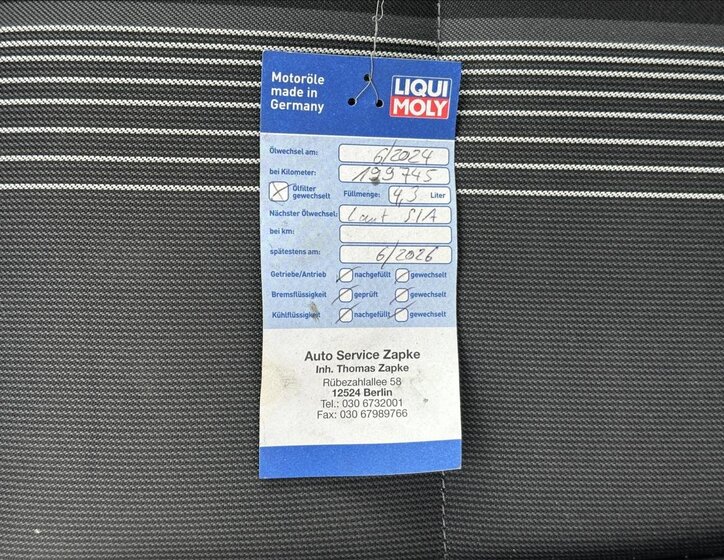 Motoröle
made in
Germany
LIQUI
MOLY
Ölwechsel am: 6/2024
bei Kilometer: 199745
Ölfilter gewechselt Füllmenge: 4,3 Liter
Nächster Ölwechsel: Laut SIA
bei km:
spätestens am: 6/2026
Getriebe/Antrieb nachgefüllt gewechselt
Bremsflüssigkeit geprüft gewechselt
Kühlflüssigkeit nachgefüllt gewechselt
Auto Service Zapke
Inh. Thomas Zapke
Rübezahlallee 58
12524 Berlin
Tel.: 030 6732001
Fax: 030 67989766